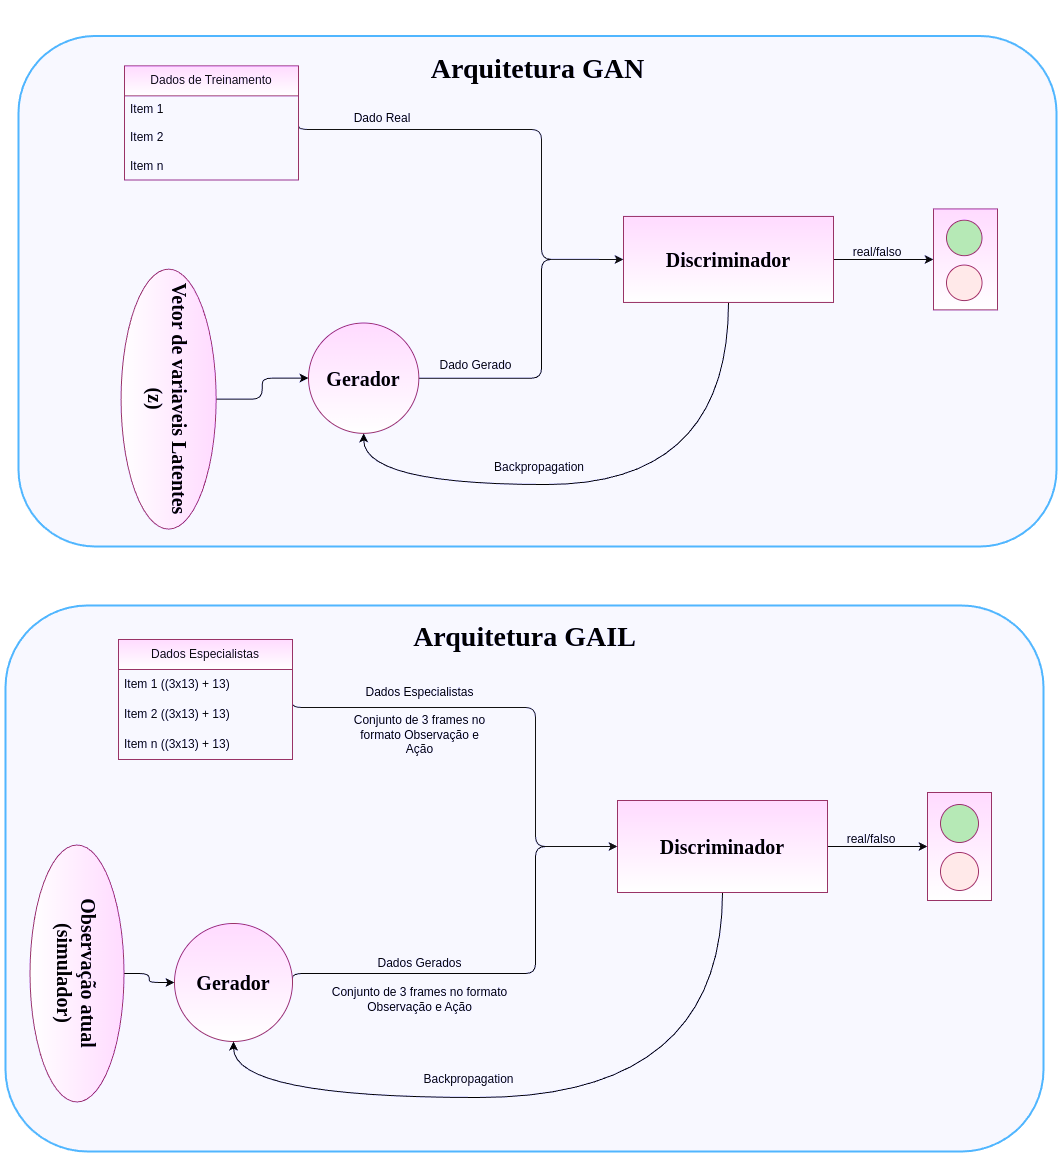 Arquitetura GAN
Dados de Treinamento
Item 1
Item 2
Item n
Dado Real
Discriminador
real/falso
Vetor de variaveis Latentes
(z)
Gerador
Dado Gerado
Backpropagation
Arquitetura GAIL
Dados Especialistas
Item 1 ((3x13) + 13)
Item 2 ((3x13) + 13)
Item n ((3x13) + 13)
Dados Especialistas
Conjunto de 3 frames no
formato Observação e
Ação
Discriminador
real/falso
Observação atual
(simulador)
Gerador
Dados Gerados
Conjunto de 3 frames no formato
Observação e Ação
Backpropagation